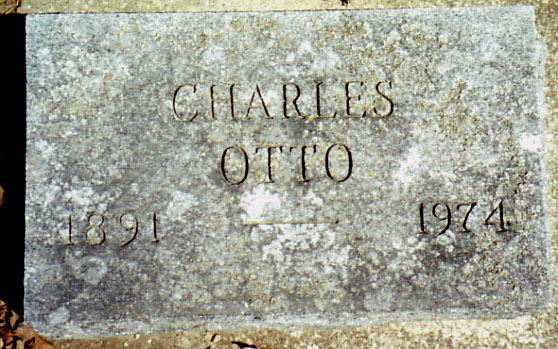 CHARLES
OTTO
1891 — 1974